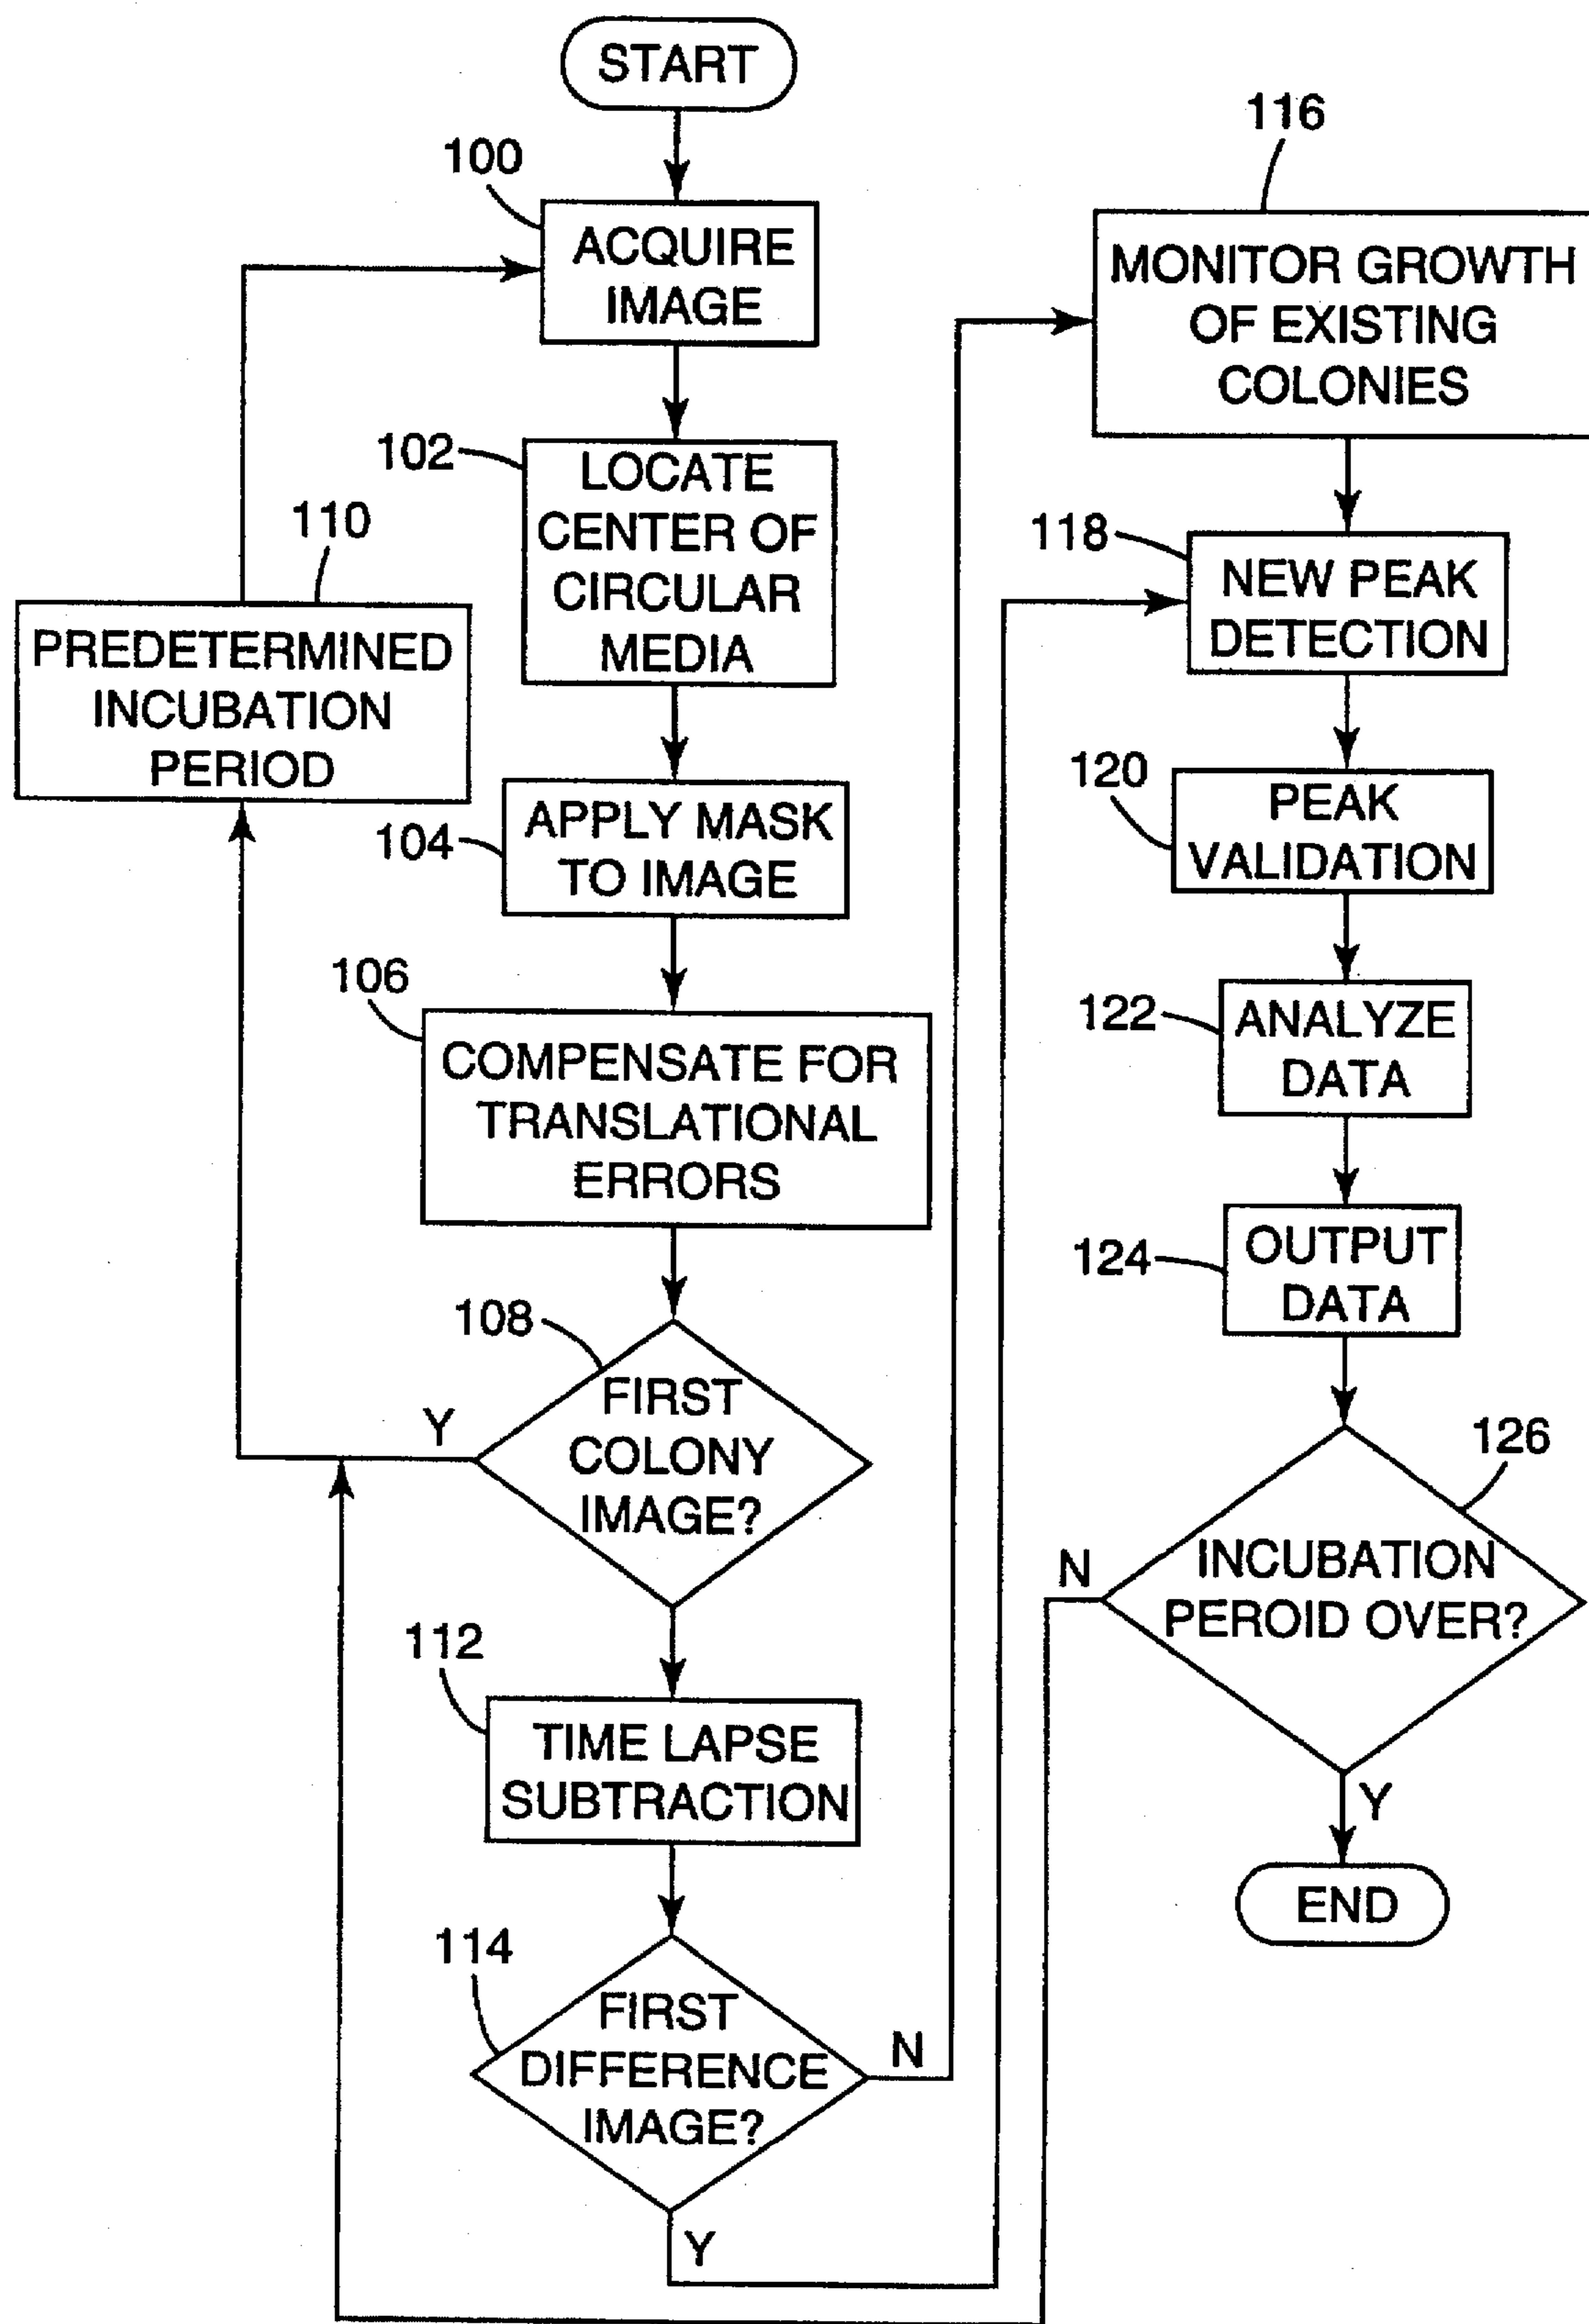 START
100
ACQUIRE
IMAGE
102
LOCATE
CENTER OF
CIRCULAR
MEDIA
110
PREDETERMINED
INCUBATION
PERIOD
104
APPLY MASK
TO IMAGE
106
COMPENSATE FOR
TRANSLATIONAL
ERRORS
108
FIRST
COLONY
IMAGE?
Y
112
TIME LAPSE
SUBTRACTION
114
FIRST
DIFFERENCE
IMAGE?
N
Y
116
MONITOR GROWTH
OF EXISTING
COLONIES
118
NEW PEAK
DETECTION
120
PEAK
VALIDATION
122
ANALYZE
DATA
124
OUTPUT
DATA
126
INCUBATION
PEROID OVER?
N
Y
END